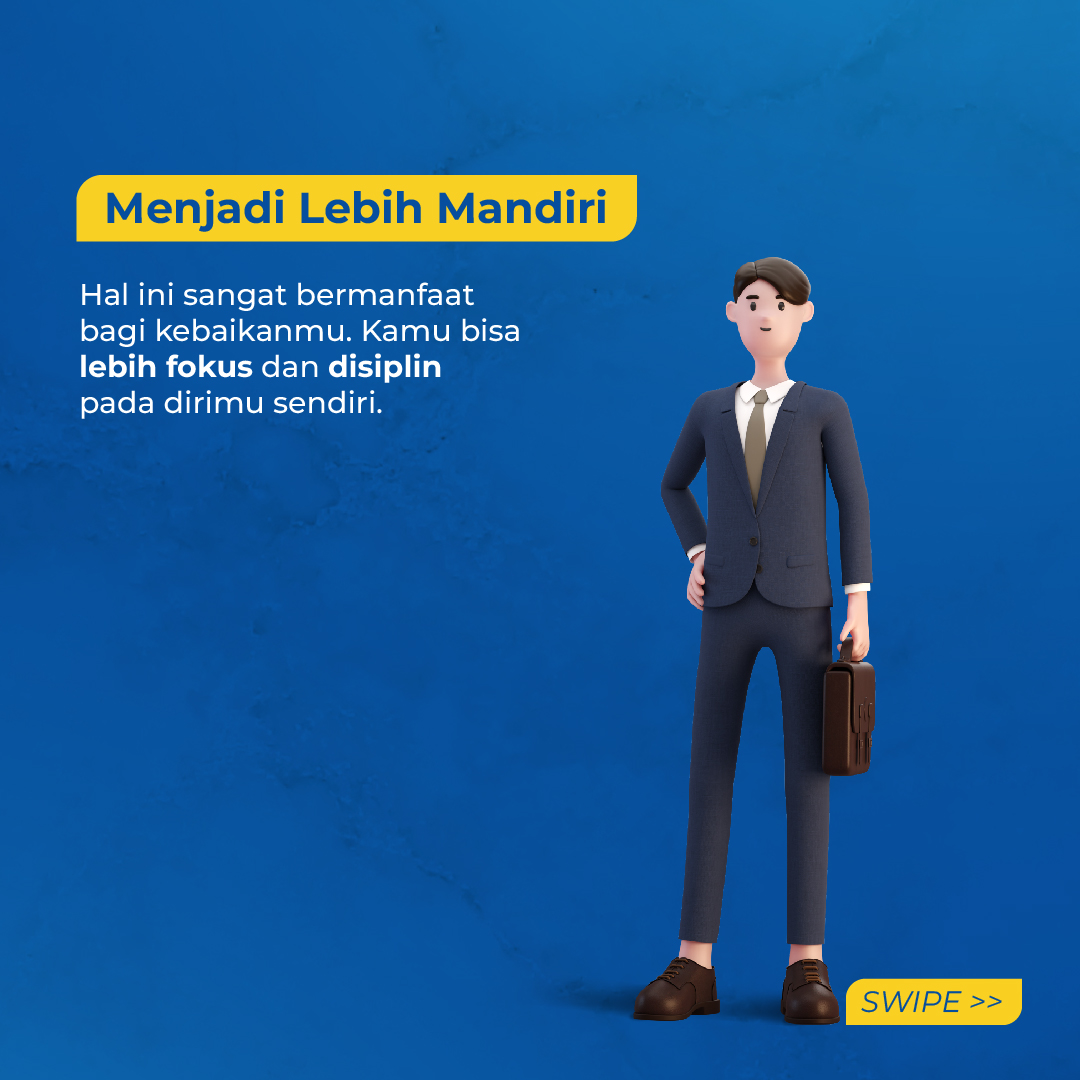 Menjadi Lebih Mandiri
Hal ini sangat bermanfaat
bagi kebaikanmu. Kamu bisa
lebih fokus dan disiplin
pada dirimu sendiri.
SWIPE >>